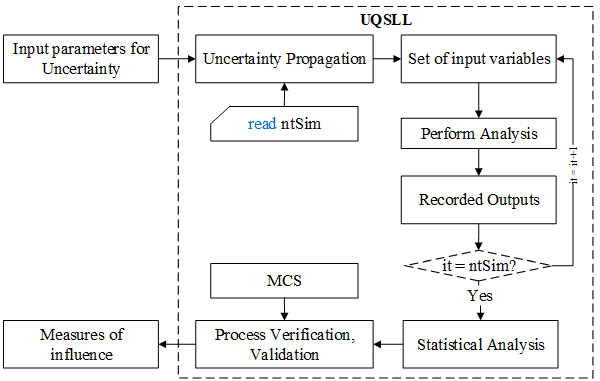 UQSLL
Input parameters for
Uncertainty
Uncertainty Propagation
Set of input variables
read ntSim
Perform Analysis
it = it +1
Recorded Outputs
it = ntSim?
MCS
Yes
Measures of
influence
Process Verification,
Validation
Statistical Analysis